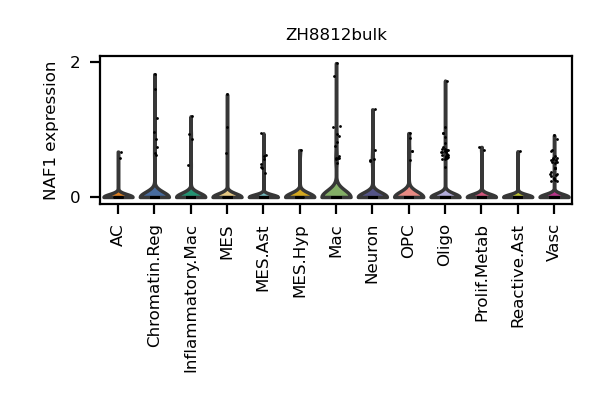 ZH8812bulk
NAF1 expression
2
0
AC
Chromatin.Reg
Inflammatory.Mac
MES
MES.Ast
MES.Hyp
Mac
Neuron
OPC
Oligo
Prolif.Metab
Reactive.Ast
Vasc